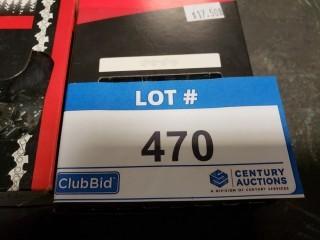 $17.50
LOT #
470
ClubBid
CENTURY
AUCTIONS
A DIVISION OF CENTURY SERVICES